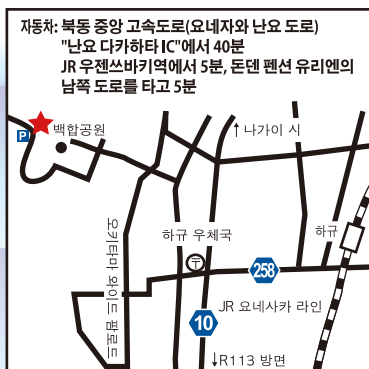 자동차: 북동 중앙 고속도로(요네자와 난요 도로)
"난요 다카하타 IC"에서 40분
JR 우젠쓰바키역에서 5분, 돈덴 펜션 유리엔의
남쪽 도로를 타고 5분
↑나가이 시
P
백합공원
하규 우체국
〒
하규
258
오키타마 와이드 팜로드
10
JR 요네사카 라인
↓R113 방면